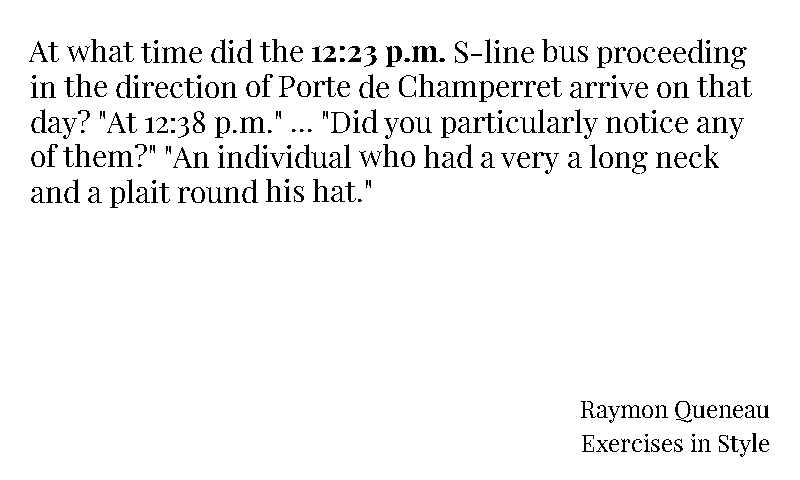 At what time did the 12:23 p.m. S-line bus proceeding
in the direction of Porte de Champerret arrive on that
day? "At 12:38 p.m." ... "Did you particularly notice any
of them?" "An individual who had a very a long neck
and a plait round his hat."
Raymon Queneau
Exercises in Style